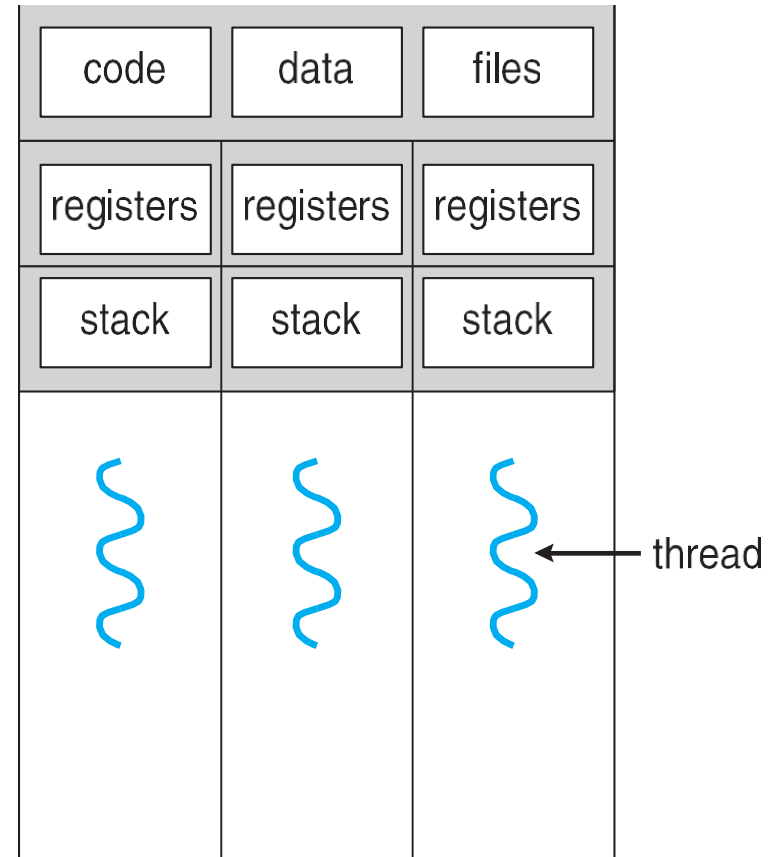 code data files
registers registers registers
stack stack stack
thread